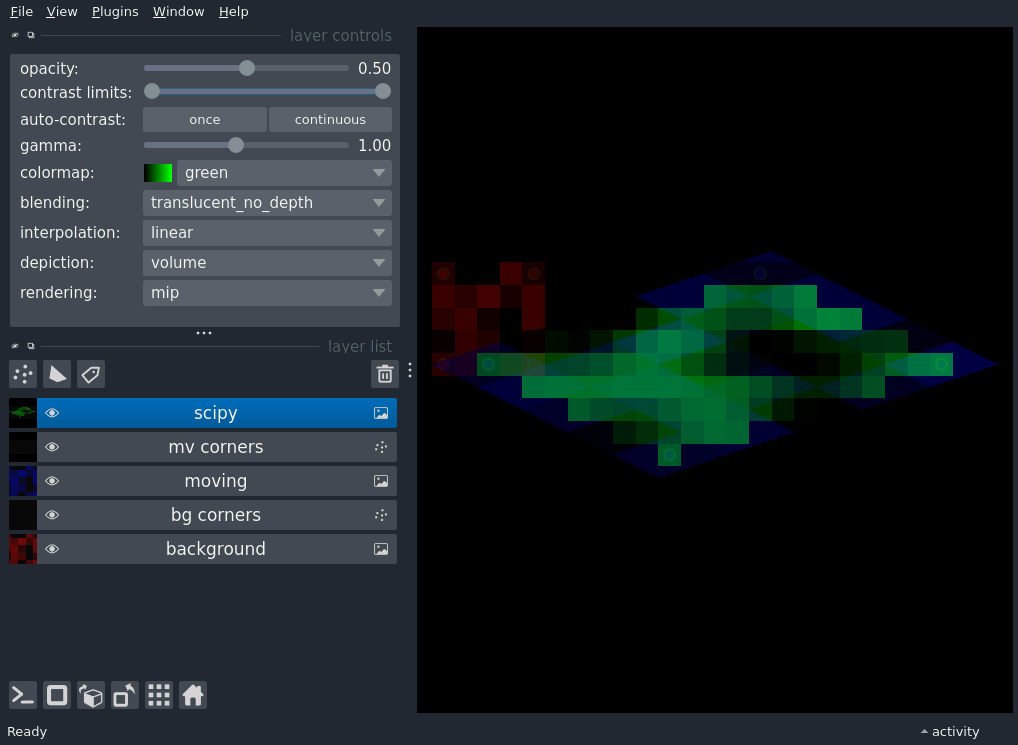 File View Plugins Window Help
layer controls
opacity: 0.50
contrast limits:
auto-contrast: once continuous
gamma: 1.00
colormap: green
blending: translucent_no_depth
interpolation: linear
depiction: volume
rendering: mip
layer list
scipy
mv corners
moving
bg corners
background
Ready
activity